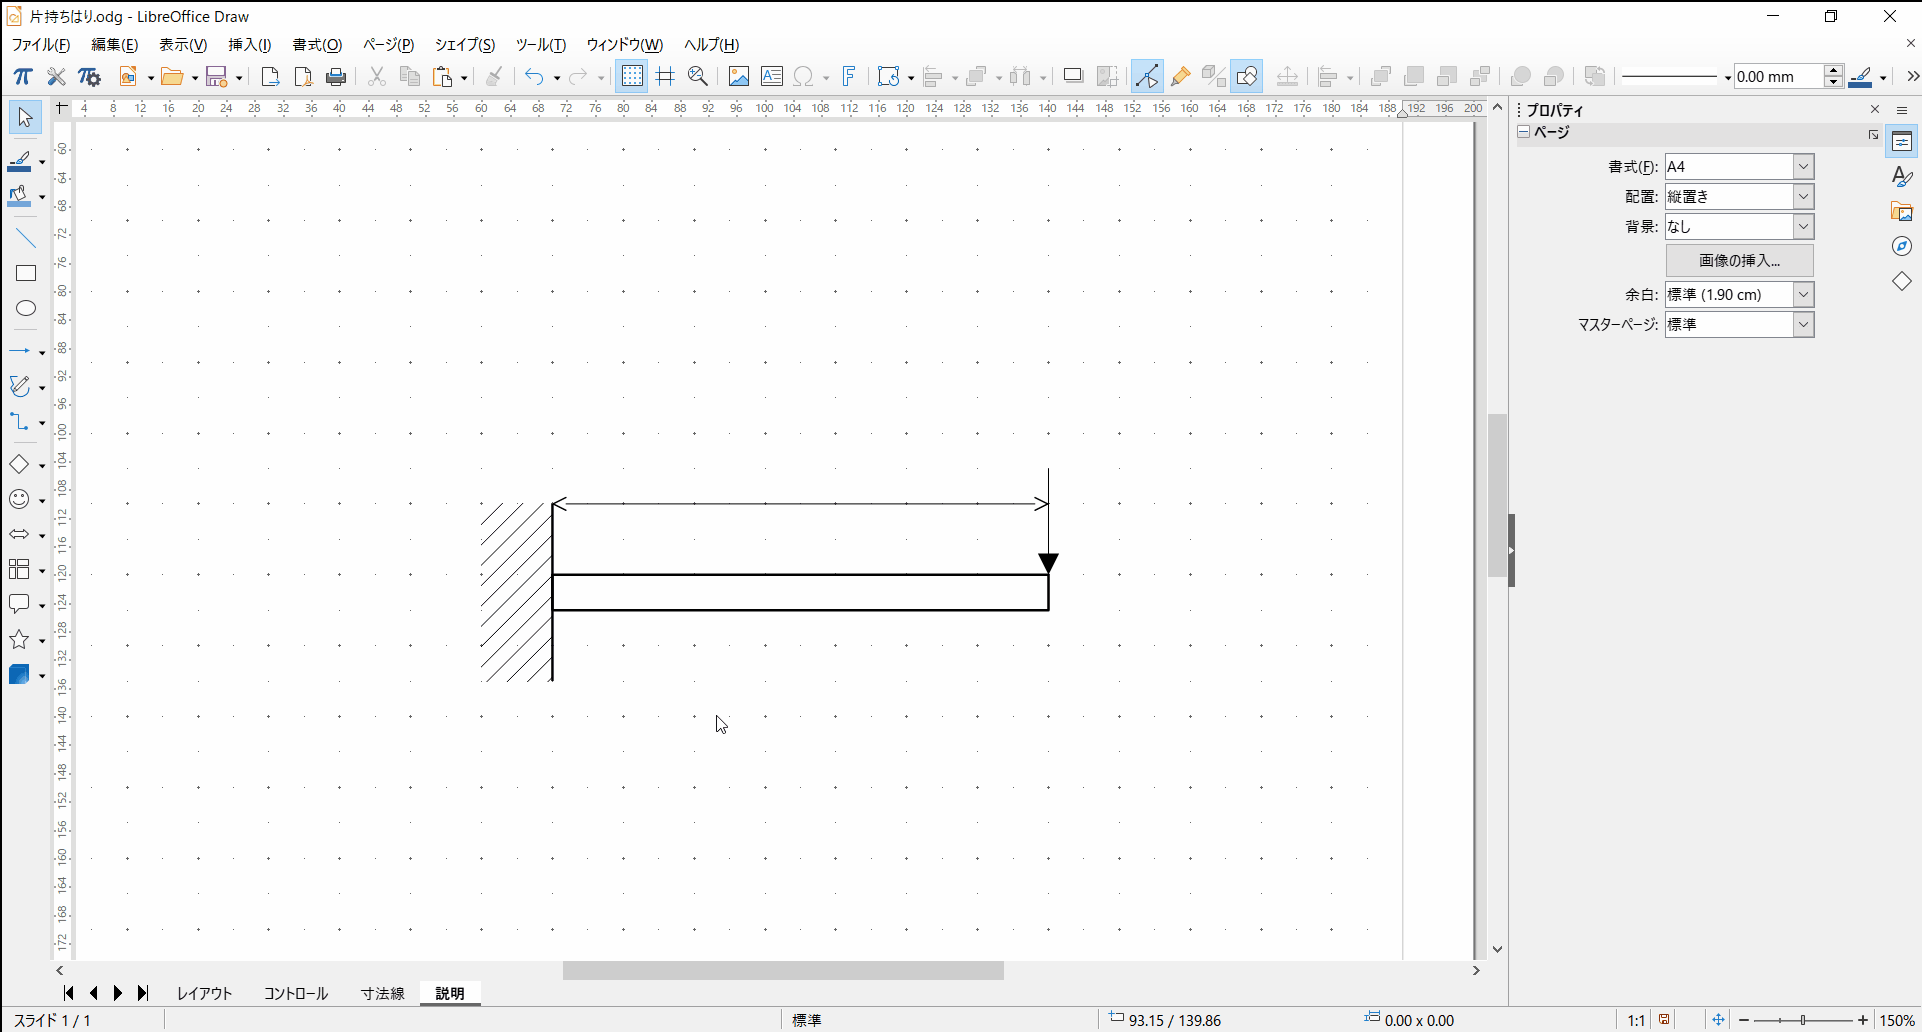 片持ちはり.odg - LibreOffice Draw
ファイル(F) 編集(E) 表示(V) 挿入(I) 書式(O) ページ(P) シェイプ(S) ツール(T) ウィンドウ(W) ヘルプ(H)
0.00 mm
4 8 12 16 20 24 28 32 36 40 44 48 52 56 60 64 68 72 76 80 84 88 92 96 100 104 108 112 116 120 124 128 132 136 140 144 148 152 156 160 164 168 172 176 180 184 188 192 196 200
60
64
68
72
76
80
84
88
92
96
100
104
108
112
116
120
124
128
132
136
140
144
148
152
156
160
164
168
172
プロパティ
ページ
書式(F): A4
配置: 縦置き
背景: なし
画像の挿入...
余白: 標準 (1.90 cm)
マスターページ: 標準
レイアウト コントロール 寸法線 説明
スライド 1 / 1 標準 93.15 / 139.86 0.00 x 0.00 1:1 150%